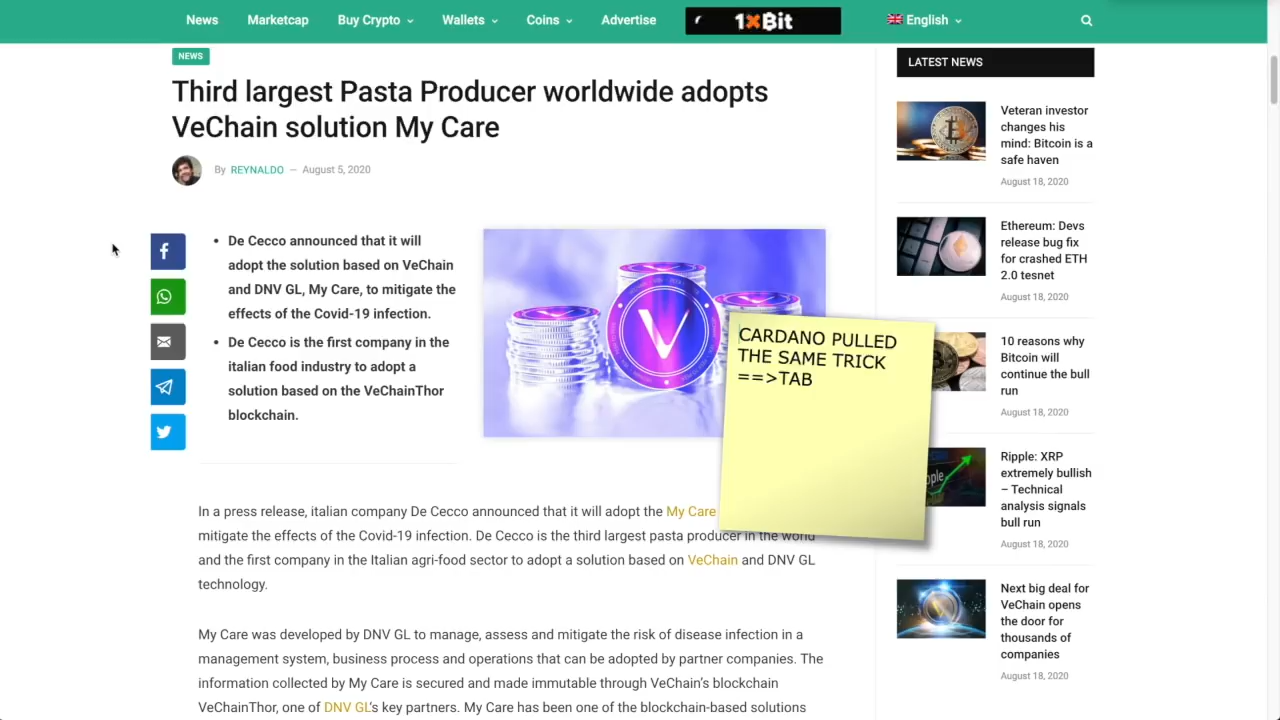 News Marketcap Buy Crypto Wallets Coins Advertise 1xBit English
NEWS
Third largest Pasta Producer worldwide adopts
VeChain solution My Care
By REYNALDO — August 5, 2020
• De Cecco announced that it will
adopt the solution based on VeChain
and DNV GL, My Care, to mitigate the
effects of the Covid-19 infection.
• De Cecco is the first company in the
italian food industry to adopt a
solution based on the VeChainThor
blockchain.
CARDANO PULLED
THE SAME TRICK
==>TAB
In a press release, italian company De Cecco announced that it will adopt the My Care
mitigate the effects of the Covid-19 infection. De Cecco is the third largest pasta producer in the world
and the first company in the Italian agri-food sector to adopt a solution based on VeChain and DNV GL
technology.
My Care was developed by DNV GL to manage, assess and mitigate the risk of disease infection in a
management system, business process and operations that can be adopted by partner companies. The
information collected by My Care is secured and made immutable through VeChain's blockchain
VeChainThor, one of DNV GL's key partners. My Care has been one of the blockchain-based solutions
LATEST NEWS
Veteran investor
changes his
mind: Bitcoin is a
safe haven
August 18, 2020
Ethereum: Devs
release bug fix
for crashed ETH
2.0 tesnet
August 18, 2020
10 reasons why
Bitcoin will
continue the bull
run
August 18, 2020
Ripple: XRP
extremely bullish
– Technical
analysis signals
bull run
August 18, 2020
Next big deal for
VeChain opens
the door for
thousands of
companies
August 18, 2020